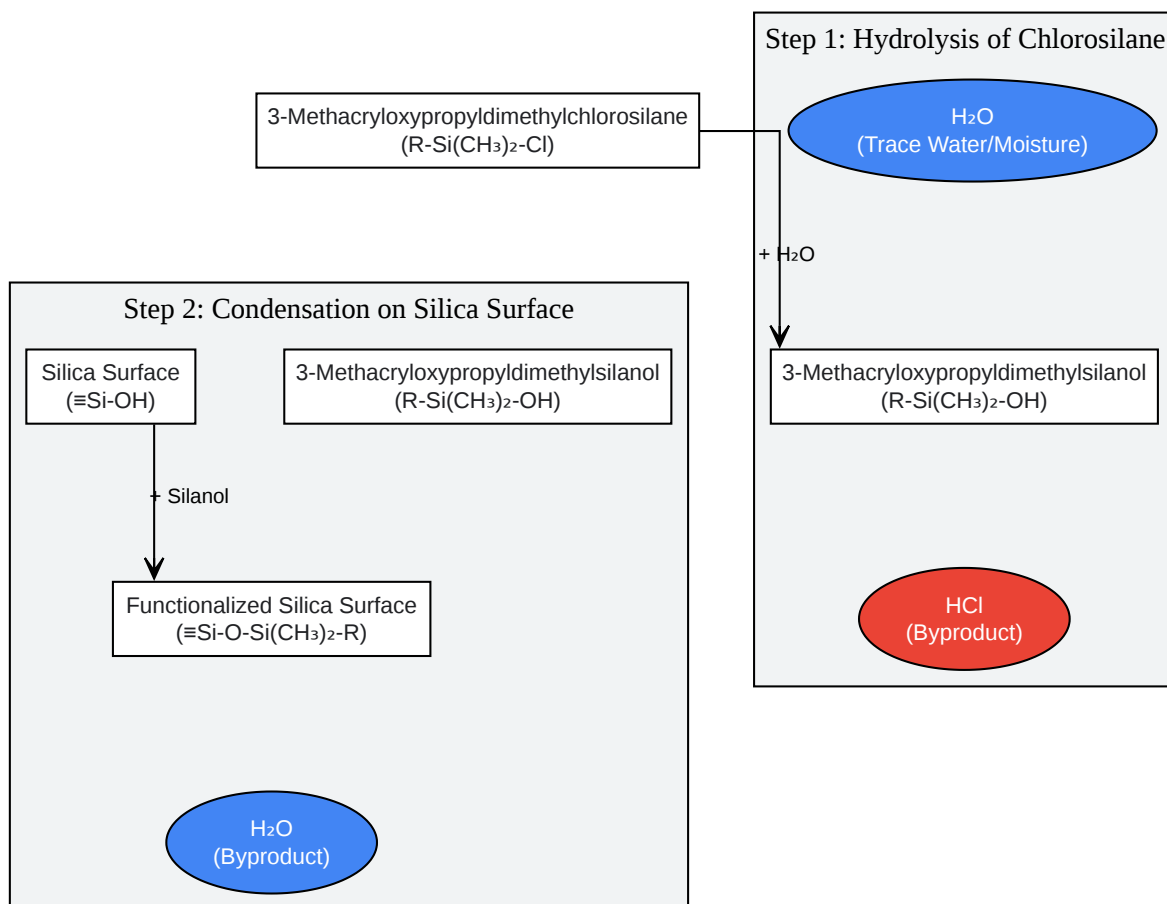 Step 1: Hydrolysis of Chlorosilane
3-Methacryloxypropyldimethylchlorosilane
(R-Si(CH₃)₂-Cl)
H₂O
(Trace Water/Moisture)
+ H₂O
3-Methacryloxypropyldimethylsilanol
(R-Si(CH₃)₂-OH)
HCl
(Byproduct)
Step 2: Condensation on Silica Surface
Silica Surface
(≡Si-OH)
3-Methacryloxypropyldimethylsilanol
(R-Si(CH₃)₂-OH)
+ Silanol
Functionalized Silica Surface
(≡Si-O-Si(CH₃)₂-R)
H₂O
(Byproduct)